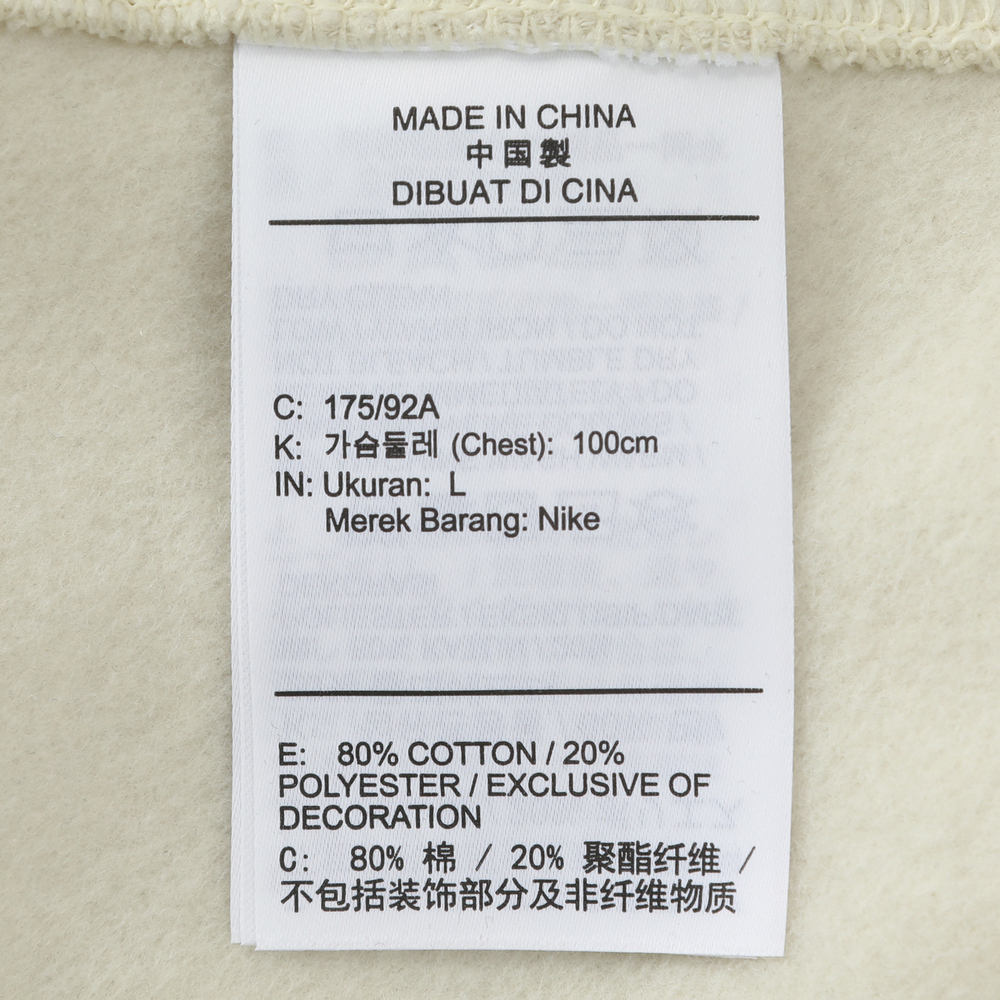 MADE IN CHINA
中国製
DIBUAT DI CINA
C: 175/92A
K: 가슴둘레 (Chest): 100cm
IN: Ukuran: L
Merek Barang: Nike
E: 80% COTTON / 20%
POLYESTER / EXCLUSIVE OF
DECORATION
C: 80% 棉 / 20% 聚酯纤维 /
不包括装饰部分及非纤维物质